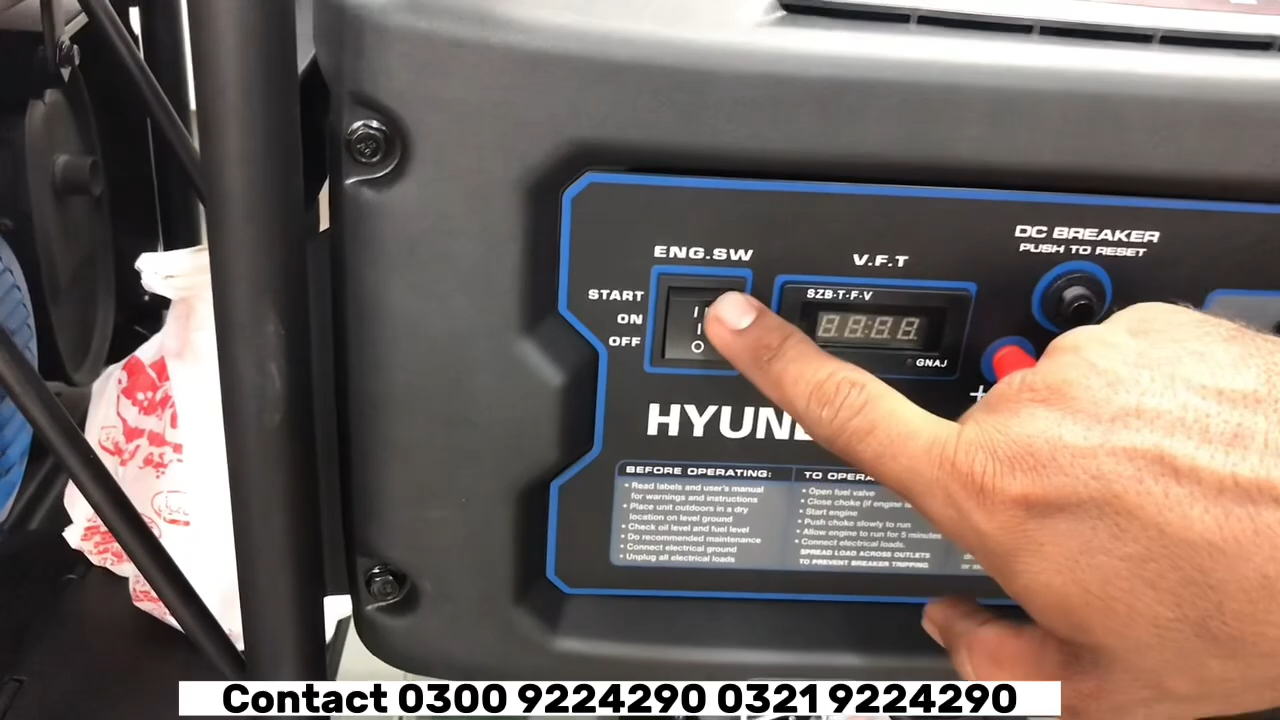 ENG.SW
START
ON
OFF
V.F.T
SZB-T-F-V
88:88
GNAJ
DC BREAKER
PUSH TO RESET
+
HYUN
BEFORE OPERATING:
• Read labels and user's manual
for warnings and instructions
• Place unit outdoors in a dry
location on level ground
• Check oil level and fuel level
• Do recommended maintenance
• Connect electrical ground
• Unplug all electrical loads
TO OPERA
• Open fuel valve
• Close choke (if engine is
• Start engine
• Push choke slowly to run
• Allow engine to run for 5 minutes
• Connect electrical loads.
SPREAD LOAD ACROSS OUTLETS
TO PREVENT BREAKER TRIPPING
Contact 0300 9224290 0321 9224290